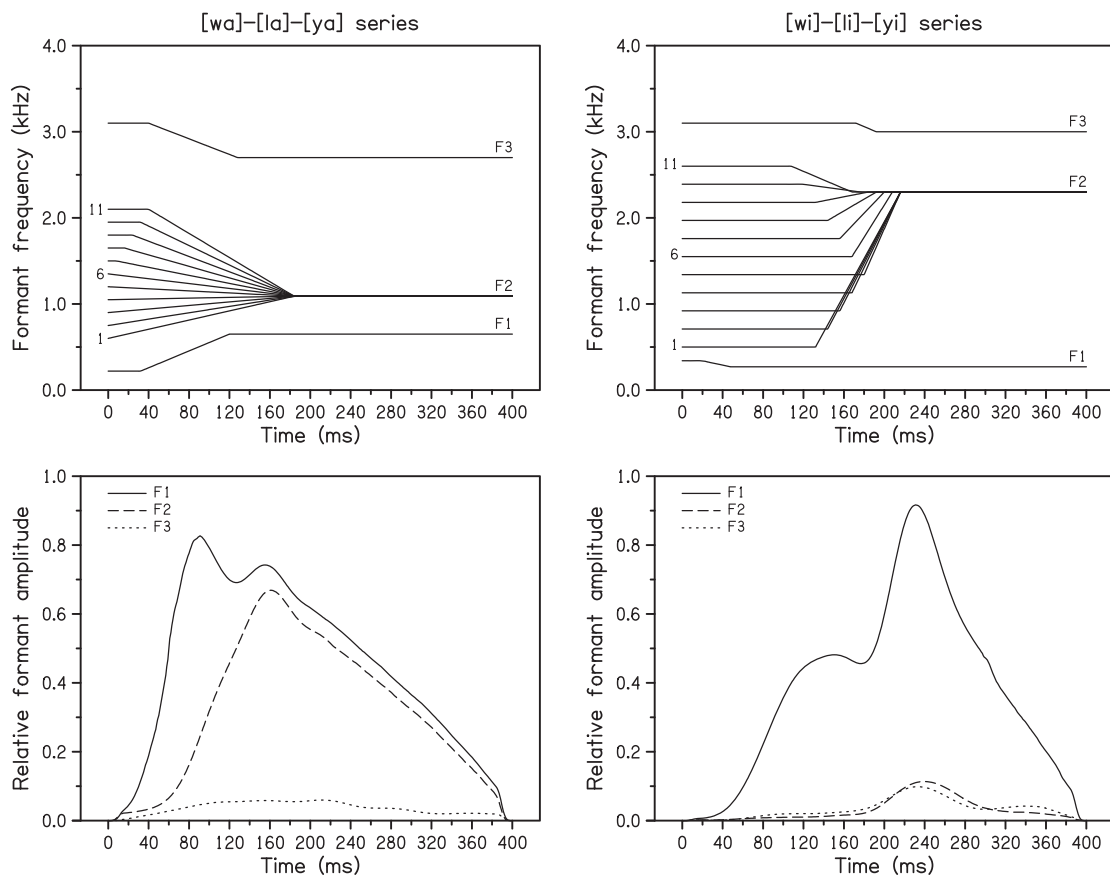 [wa]-[la]-[ya] series
4.0
3.0
2.0
1.0
0.0
Formant frequency (kHz)
F3
11
6
F2
1
F1
0 40 80 120 160 200 240 280 320 360 400
Time (ms)
[wi]-[li]-[yi] series
4.0
3.0
2.0
1.0
0.0
Formant frequency (kHz)
F3
11
F2
6
1
F1
0 40 80 120 160 200 240 280 320 360 400
Time (ms)
1.0
0.8
0.6
0.4
0.2
0.0
Relative formant amplitude
F1
F2
F3
0 40 80 120 160 200 240 280 320 360 400
Time (ms)
1.0
0.8
0.6
0.4
0.2
0.0
Relative formant amplitude
F1
F2
F3
0 40 80 120 160 200 240 280 320 360 400
Time (ms)